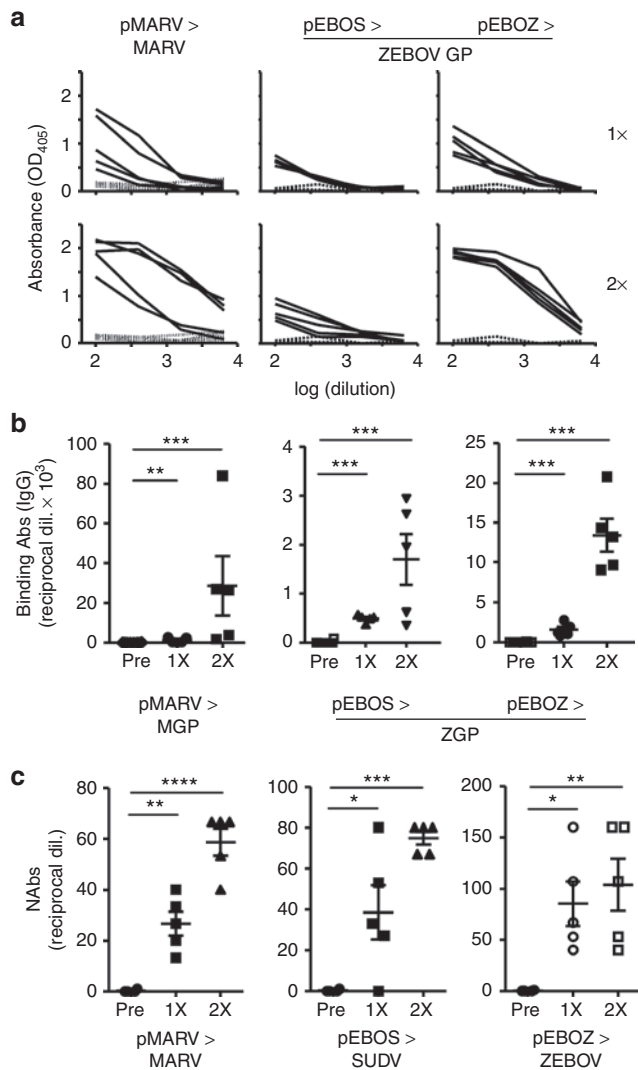 a
pMARV > pEBOS > pEBOZ >
MARV ZEBOV GP
Absorbance (OD405)
2
1
0
1×
2
1
0
2×
2 3 4 2 3 4 2 3 4
log (dilution)
b
Binding Abs (IgG)
(reciprocal dil. × 10³)
100
80
60
40
20
0
** ***
Pre 1X 2X
4
3
2
1
0
*** ***
Pre 1X 2X
25
20
15
10
5
0
*** ***
Pre 1X 2X
pMARV > pEBOS > pEBOZ >
MGP ZGP
c
NAbs
(reciprocal dil.)
80
60
40
20
0
** ****
Pre 1X 2X
pMARV >
MARV
100
80
60
40
20
0
* ***
Pre 1X 2X
pEBOS >
SUDV
200
150
100
50
0
* **
Pre 1X 2X
pEBOZ >
ZEBOV